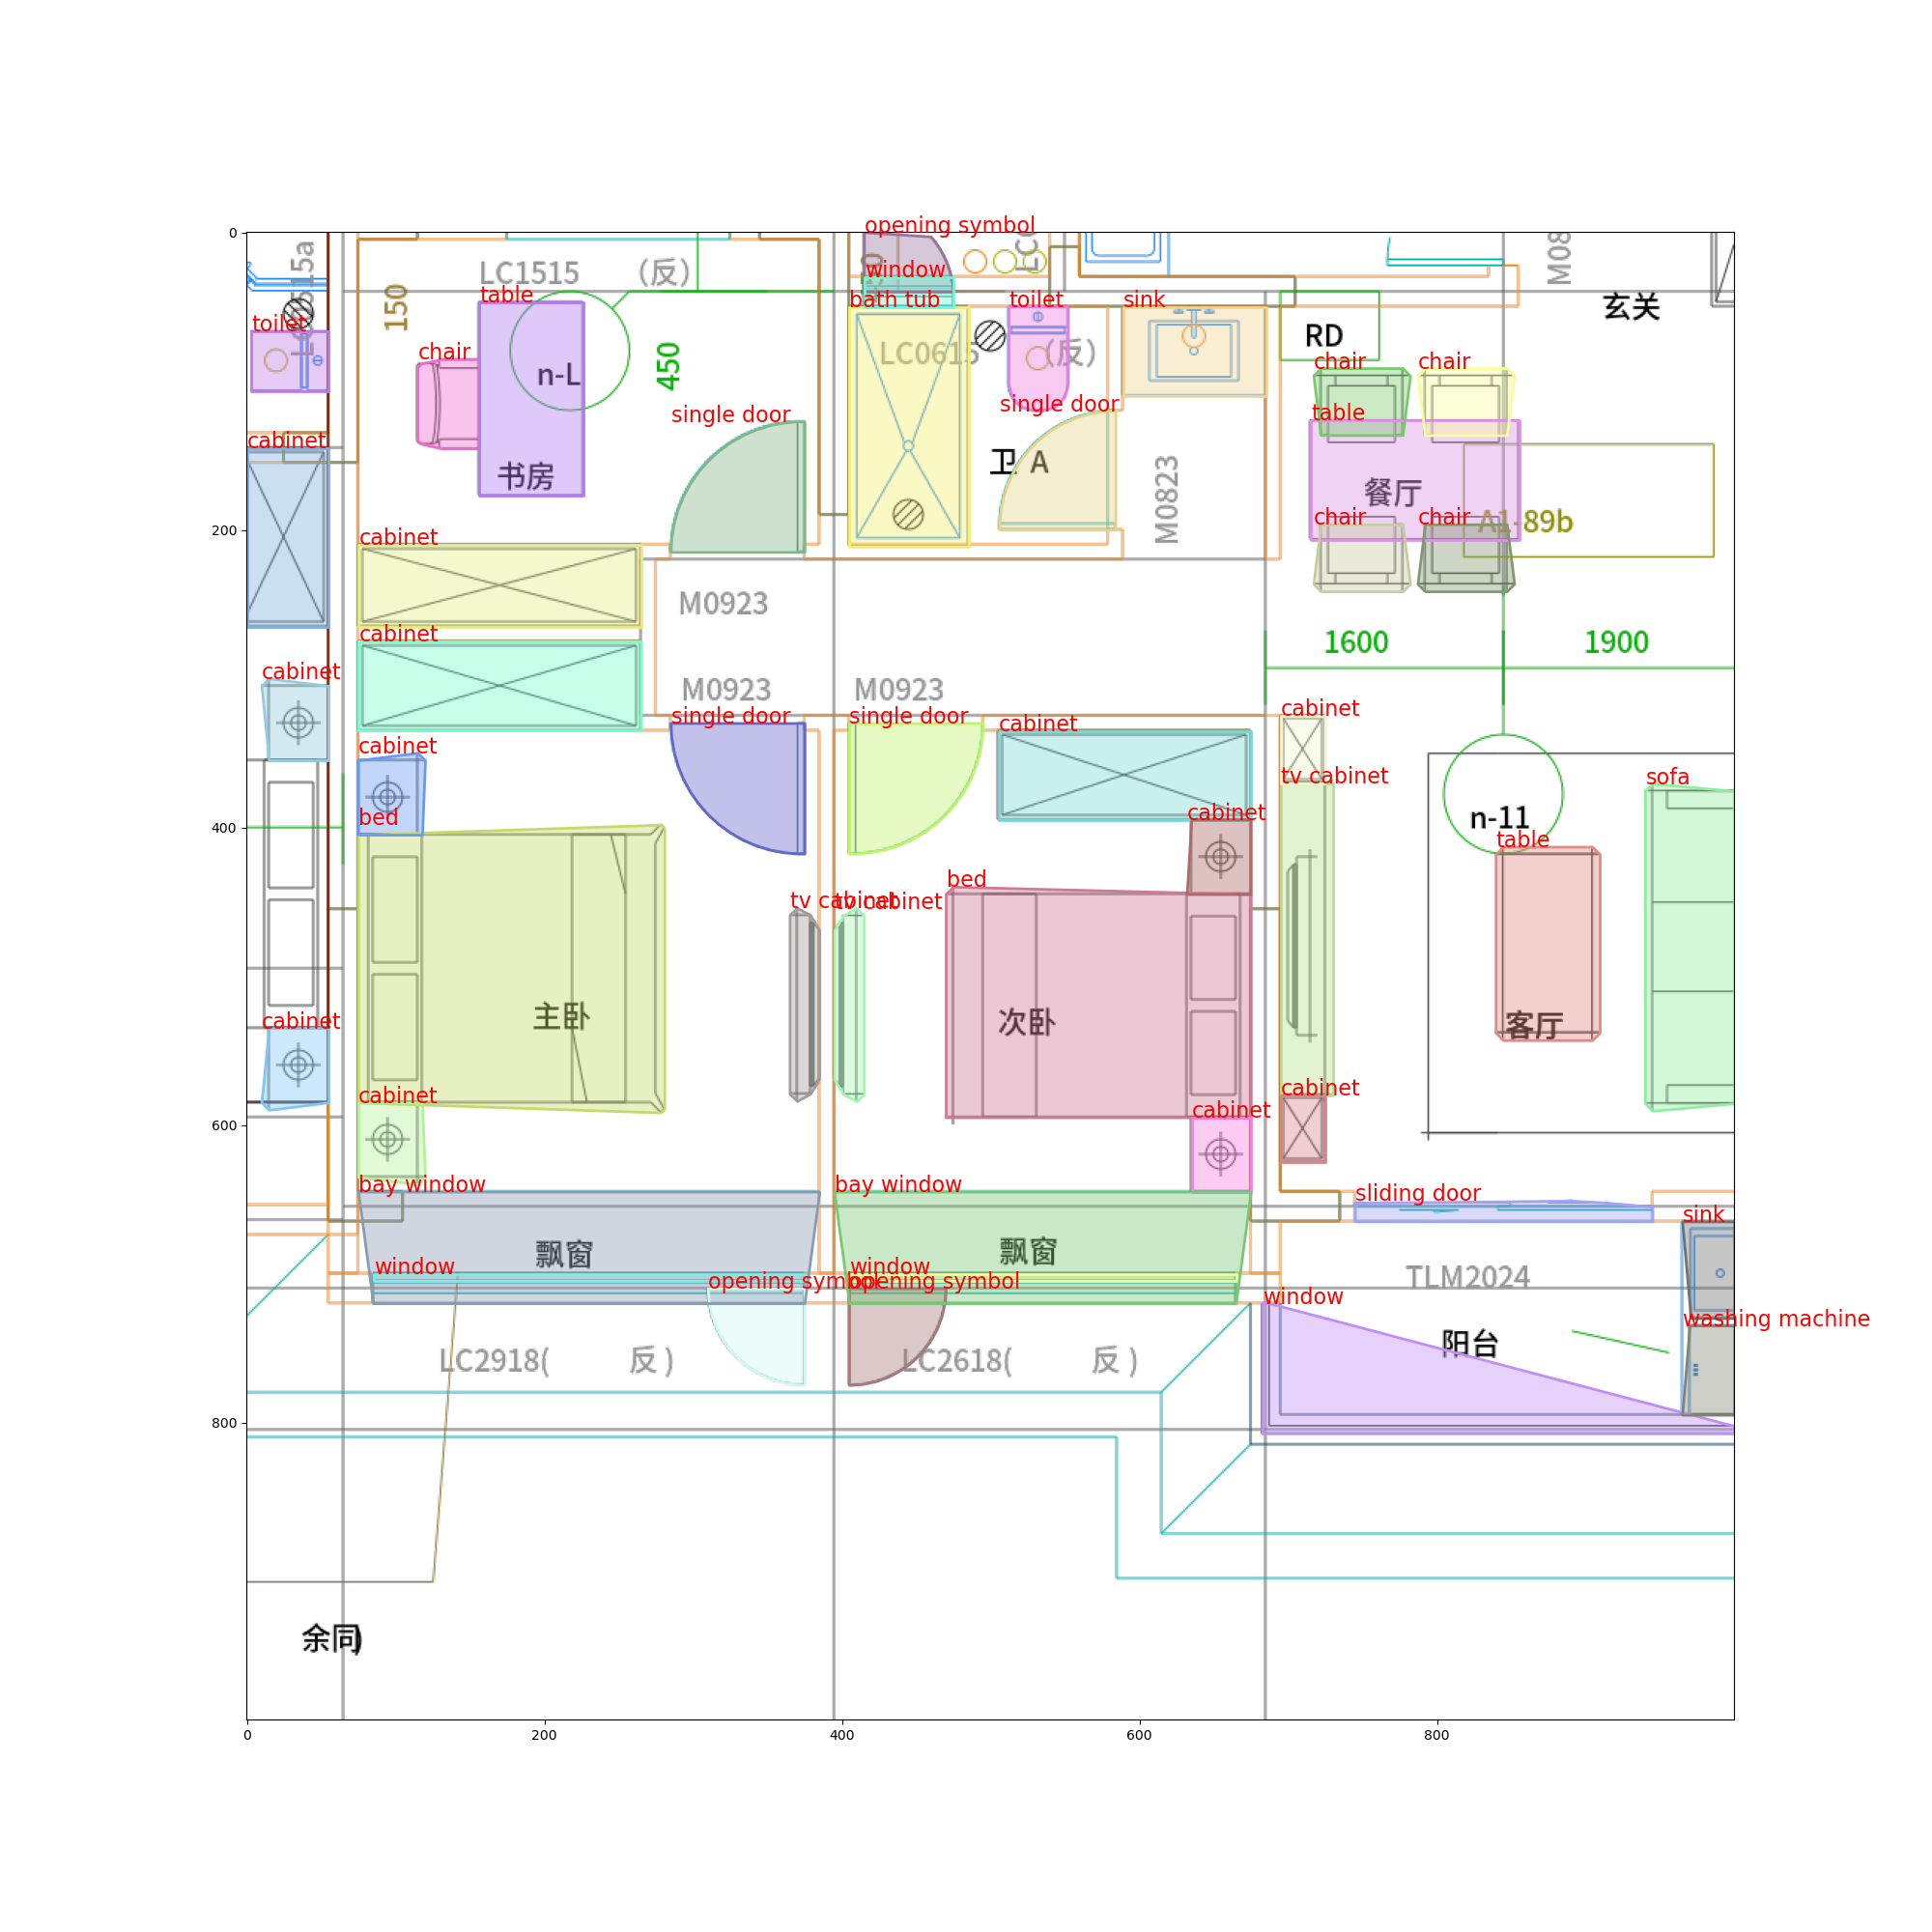 opening symbol
LC1515 （反）
window
table
150
bath tub
toilet
sink
M08
玄关
toilet
RD
450
LC0615 （反）
chair
n-L
chair
chair
single door
single door
table
cabinet
书房
卫 A
M0823
餐厅
chair
chair
A1-89b
cabinet
M0923
cabinet
1600
1900
cabinet
M0923
M0923
single door
single door
cabinet
cabinet
cabinet
tv cabinet
sofa
bed
cabinet
n-11
table
bed
tv cabinet
tv cabinet
主卧
次卧
客厅
cabinet
cabinet
cabinet
cabinet
bay window
bay window
sliding door
sink
飘窗
飘窗
window
window
opening symbol
opening symbol
TLM2024
window
washing machine
阳台
LC2918( 反 )
LC2618( 反 )
余同)
0
200
400
600
800
0
200
400
600
800